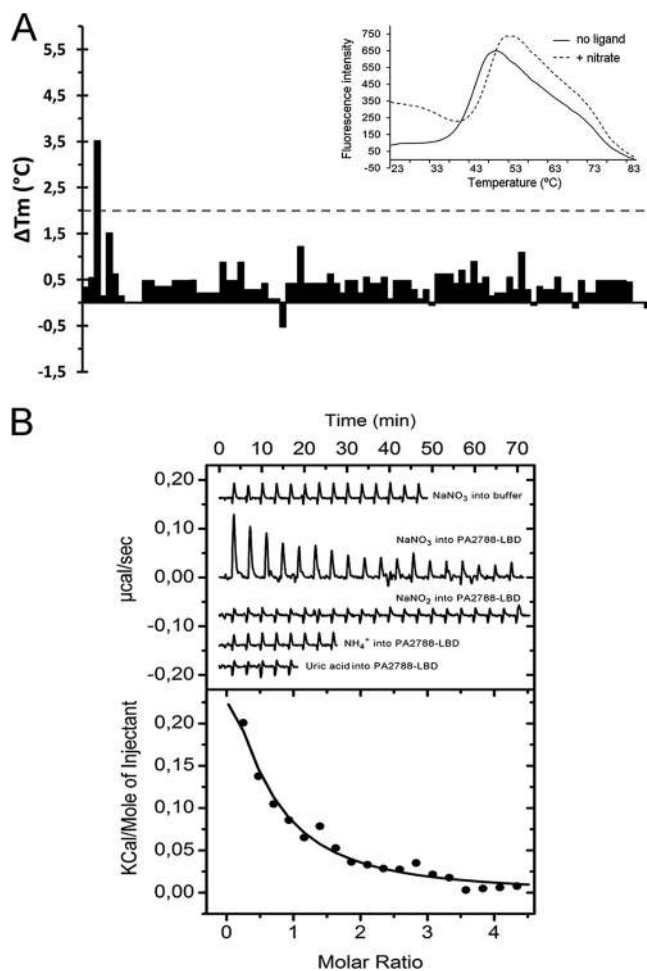 A
5,5
4,5
3,5
2,5
1,5
0,5
-0,5
-1,5
ΔTm (°C)
Fluorescence intensity
650
550
450
350
250
150
50
-50
23 33 43 53 63 73 83
Temperature (ºC)
no ligand
+ nitrate
B
Time (min)
0 10 20 30 40 50 60 70
0,20
0,10
0,00
-0,10
-0,20
µcal/sec
NaNO3 into buffer
NaNO3 into PA2788-LBD
NaNO2 into PA2788-LBD
NH4+ into PA2788-LBD
Uric acid into PA2788-LBD
0,20
0,15
0,10
0,05
0,00
KCal/Mole of Injectant
0 1 2 3 4
Molar Ratio